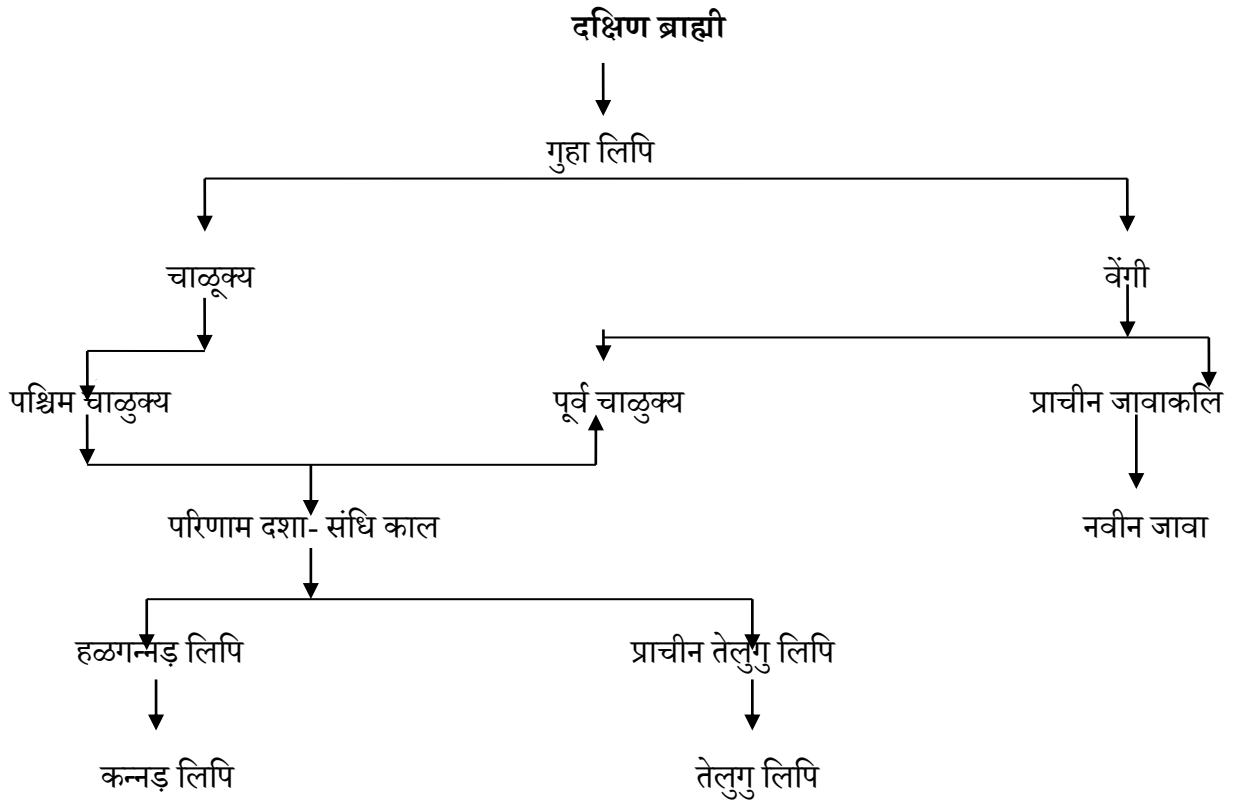 दक्षिण ब्राह्मी
गुहा लिपि
चाळूक्य
वेंगी
पश्चिम चाळुक्य
पूर्व चाळुक्य
प्राचीन जावाकलि
परिणाम दशा- संधि काल
नवीन जावा
हळगन्नड़ लिपि
प्राचीन तेलुगु लिपि
कन्नड़ लिपि
तेलुगु लिपि